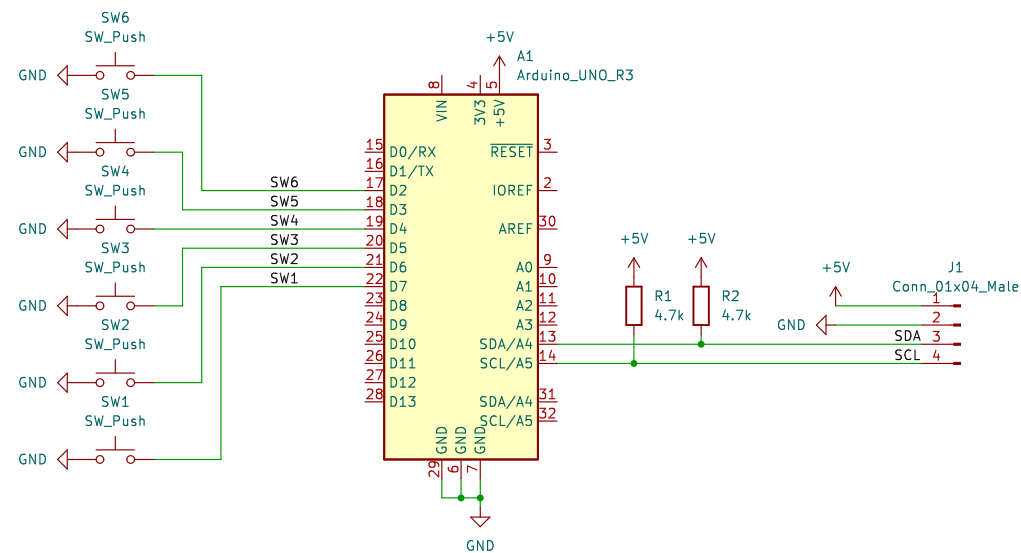 SW6
SW_Push
GND
SW5
SW_Push
GND
SW4
SW_Push
GND
SW3
SW_Push
GND
SW2
SW_Push
GND
SW1
SW_Push
GND
SW6
SW5
SW4
SW3
SW2
SW1
+5V
A1
Arduino_UNO_R3
8
4
5
VIN
3V3
+5V
15 D0/RX
16 D1/TX
17 D2
18 D3
19 D4
20 D5
21 D6
22 D7
23 D8
24 D9
25 D10
26 D11
27 D12
28 D13
RESET 3
IOREF 2
AREF 30
A0 9
A1 10
A2 11
A3 12
SDA/A4 13
SCL/A5 14
SDA/A4 31
SCL/A5 32
GND
GND
GND
29
6
7
GND
+5V
R1
4.7k
+5V
R2
4.7k
+5V
GND
J1
Conn_01x04_Male
1
2
SDA 3
SCL 4